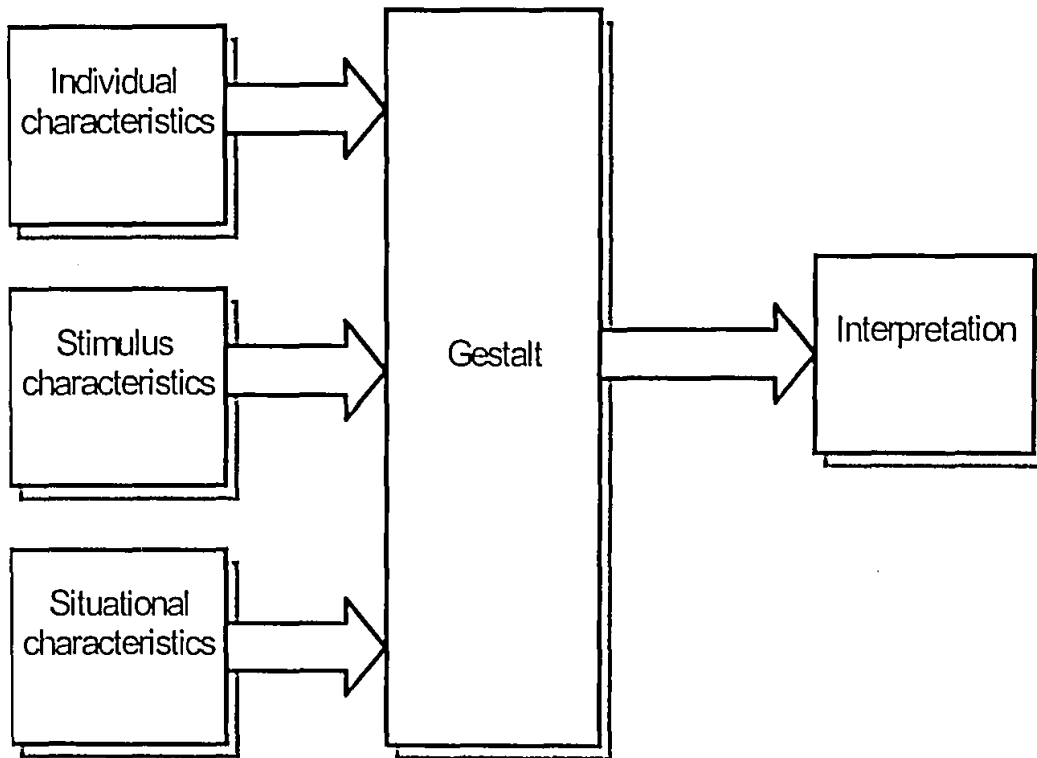 Individual
characteristics
Stimulus
characteristics
Situational
characteristics
Gestalt
Interpretation